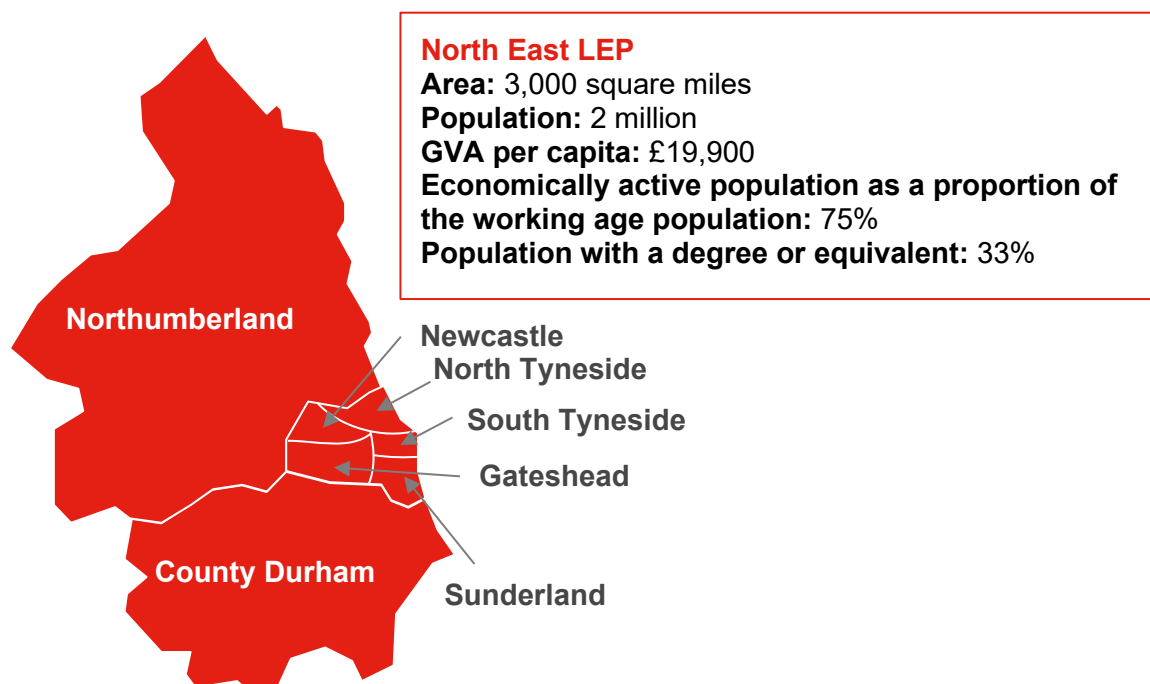 North East LEP
Area: 3,000 square miles
Population: 2 million
GVA per capita: £19,900
Economically active population as a proportion of
the working age population: 75%
Population with a degree or equivalent: 33%
Northumberland
Newcastle
North Tyneside
South Tyneside
Gateshead
County Durham
Sunderland